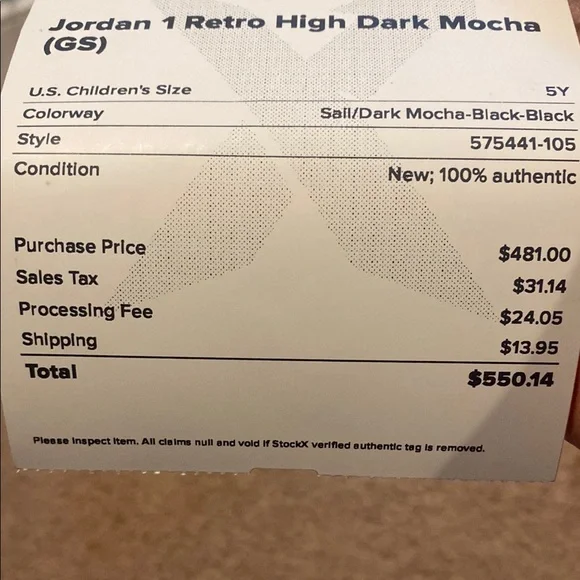 Jordan 1 Retro High Dark Mocha
(GS)
U.S. Children's Size 5Y
Colorway Sail/Dark Mocha-Black-Black
Style 575441-105
Condition New; 100% authentic
Purchase Price $481.00
Sales Tax $31.14
Processing Fee $24.05
Shipping $13.95
Total $550.14
Please inspect item. All claims null and void if StockX verified authentic tag is removed.